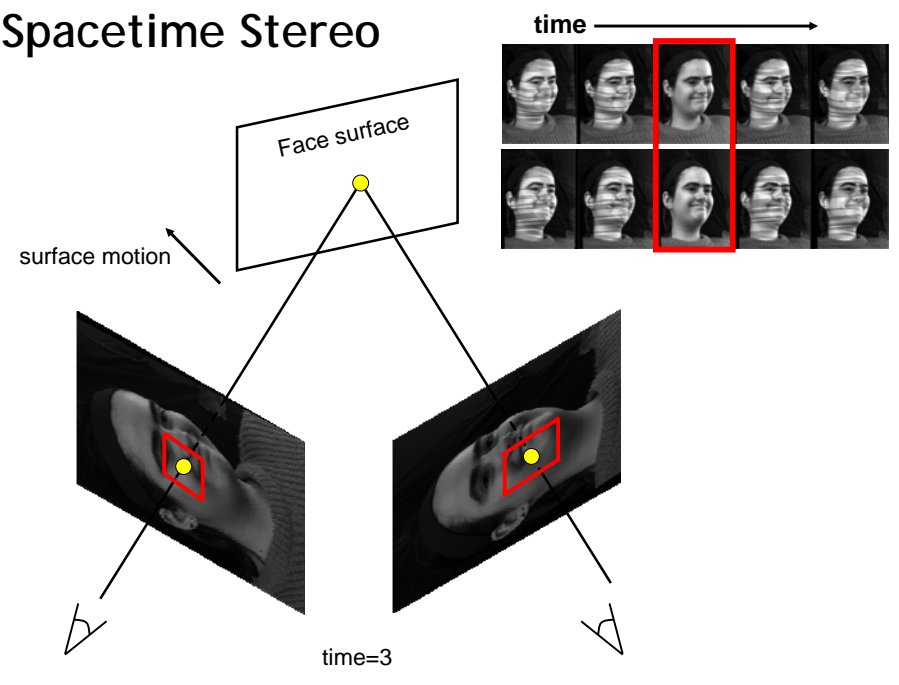 Spacetime Stereo
time
Face surface
surface motion
time=3